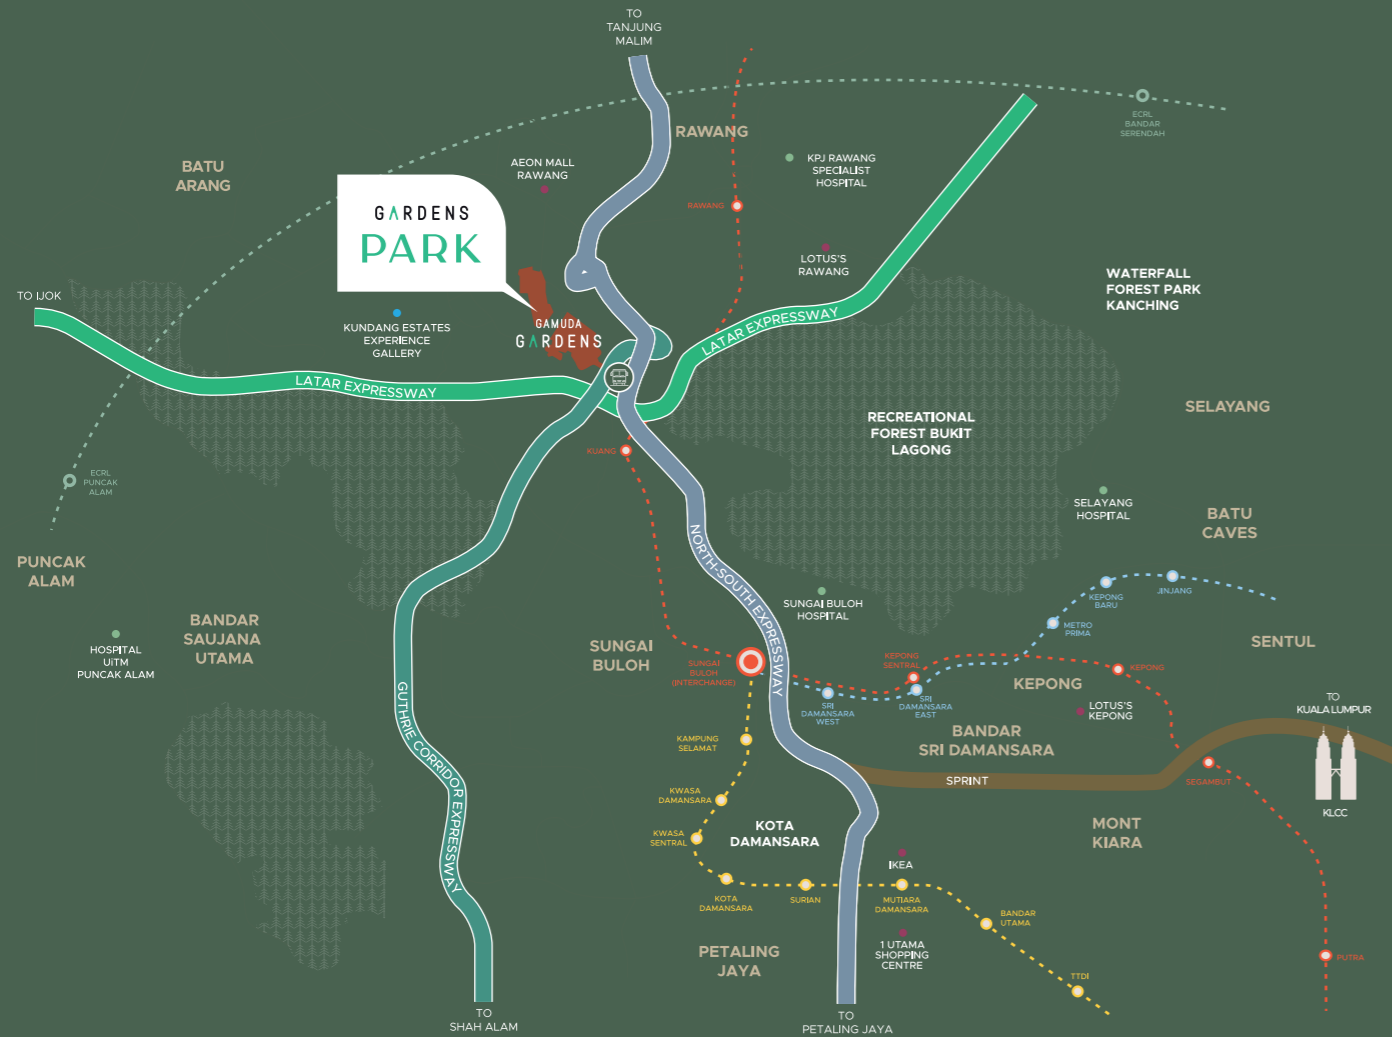 TO
TANJUNG
MALIM
RAWANG
ECRL
BANDAR
SERENDAH
BATU
ARANG
AEON MALL
RAWANG
KPJ RAWANG
SPECIALIST
HOSPITAL
RAWANG
GARDENS
PARK
LOTUS'S
RAWANG
WATERFALL
FOREST PARK
KANCHING
TO IJOK
KUNDANG ESTATES
EXPERIENCE
GALLERY
GAMUDA
GARDENS
LATAR EXPRESSWAY
LATAR EXPRESSWAY
SELAYANG
RECREATIONAL
FOREST BUKIT
LAGONG
KUANG
ECRL
PUNCAK
ALAM
SELAYANG
HOSPITAL
BATU
CAVES
PUNCAK
ALAM
NORTH-SOUTH EXPRESSWAY
KEPONG
BARU
JINJANG
SUNGAI BULOH
HOSPITAL
METRO
PRIMA
BANDAR
SAUJANA
UTAMA
SENTUL
HOSPITAL
UiTM
PUNCAK ALAM
SUNGAI
BULOH
SUNGAI
BULOH
(INTERCHANGE)
KEPONG
SENTRAL
KEPONG
KEPONG
SRI
DAMANSARA
WEST
SRI
DAMANSARA
EAST
LOTUS'S
KEPONG
TO
KUALA LUMPUR
GUTHRIE CORRIDOR EXPRESSWAY
KAMPUNG
SELAMAT
BANDAR
SRI DAMANSARA
SPRINT
SEGAMBUT
KLCC
KWASA
DAMANSARA
KWASA
SENTRAL
KOTA
DAMANSARA
MONT
KIARA
IKEA
KOTA
DAMANSARA
SURIAN
MUTIARA
DAMANSARA
BANDAR
UTAMA
PETALING
JAYA
1 UTAMA
SHOPPING
CENTRE
PUTRA
TTDI
TO
SHAH ALAM
TO
PETALING JAYA